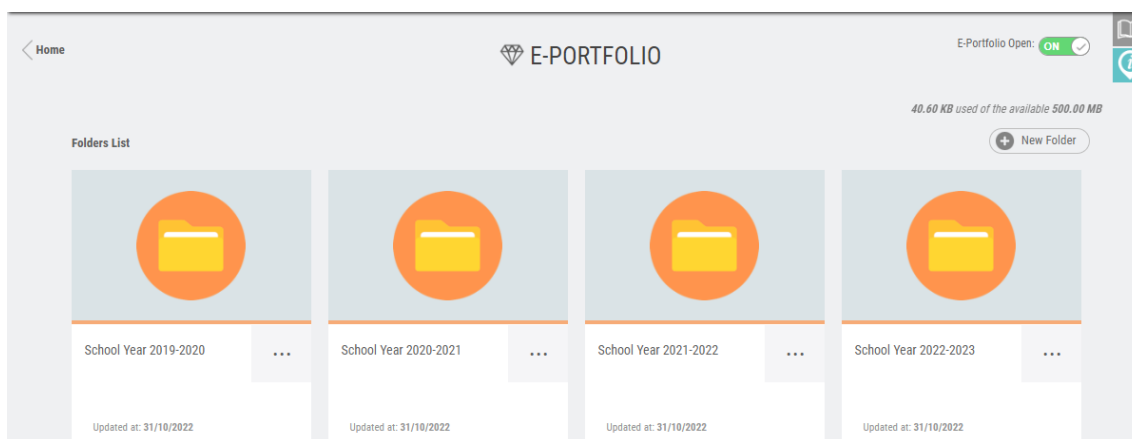 Home
E-PORTFOLIO
E-Portfolio Open: ON
40.60 KB used of the available 500.00 MB
Folders List
New Folder
School Year 2019-2020
...
School Year 2020-2021
...
School Year 2021-2022
...
School Year 2022-2023
...
Updated at: 31/10/2022
Updated at: 31/10/2022
Updated at: 31/10/2022
Updated at: 31/10/2022